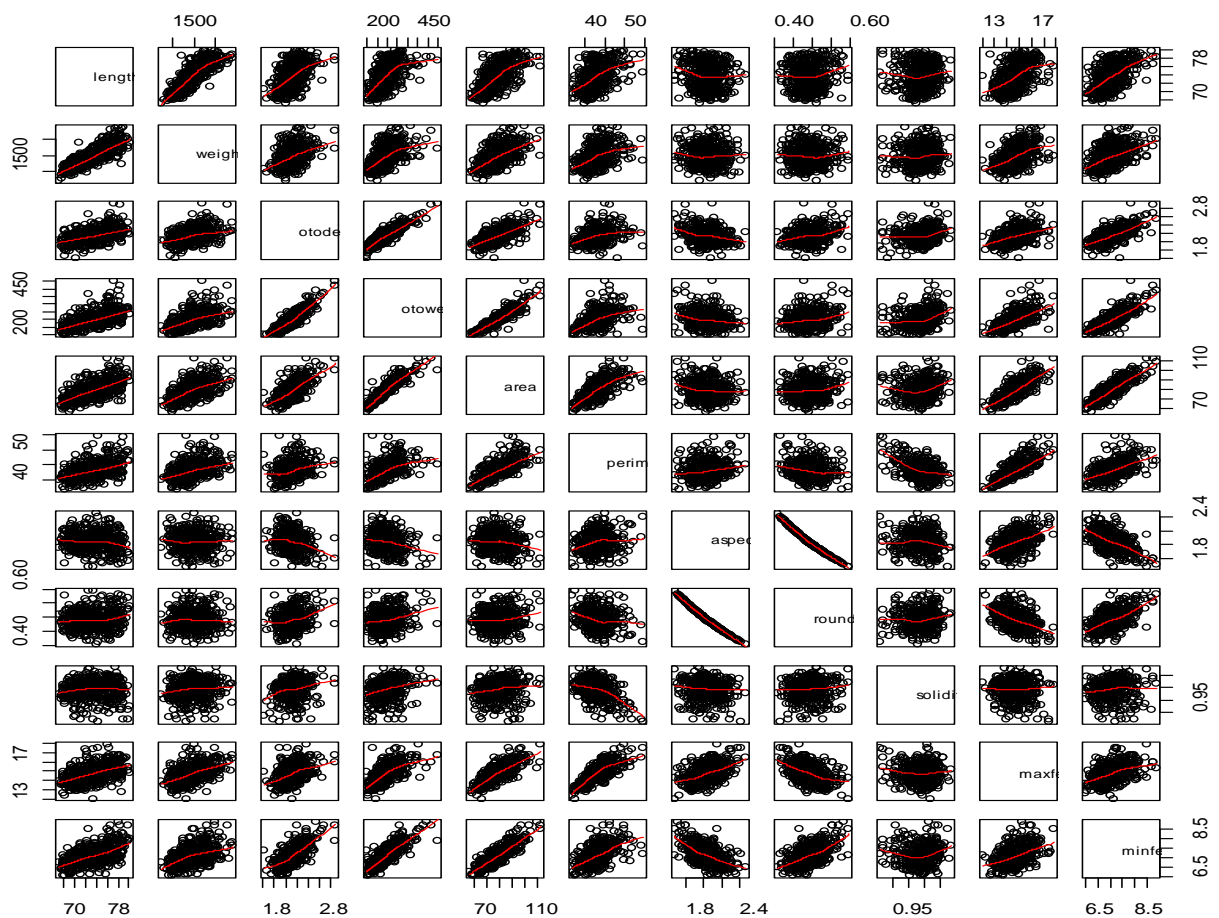 1500
200 450
40 50
0.40 0.60
13 17
length
70 78
1500
weigh
otode
1.8 2.8
200 450
otowe
area
70 110
40 50
perim
aspec
1.8 2.4
0.40 0.60
round
solidi
0.95
13 17
maxfe
minfe
6.5 8.5
70 78
1.8 2.8
70 110
1.8 2.4
0.95
6.5 8.5